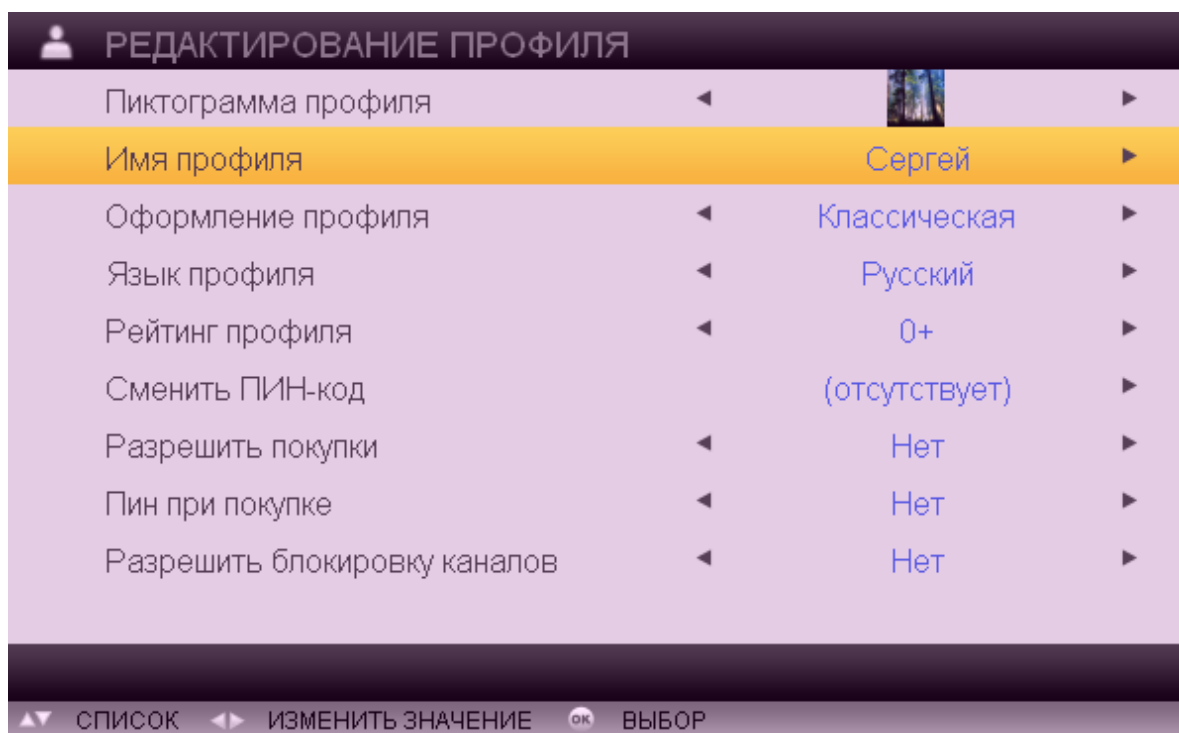 РЕДАКТИРОВАНИЕ ПРОФИЛЯ
Пиктограмма профиля
Имя профиля Сергей
Оформление профиля Классическая
Язык профиля Русский
Рейтинг профиля 0+
Сменить ПИН-код (отсутствует)
Разрешить покупки Нет
Пин при покупке Нет
Разрешить блокировку каналов Нет
СПИСОК ИЗМЕНИТЬ ЗНАЧЕНИЕ OK ВЫБОР